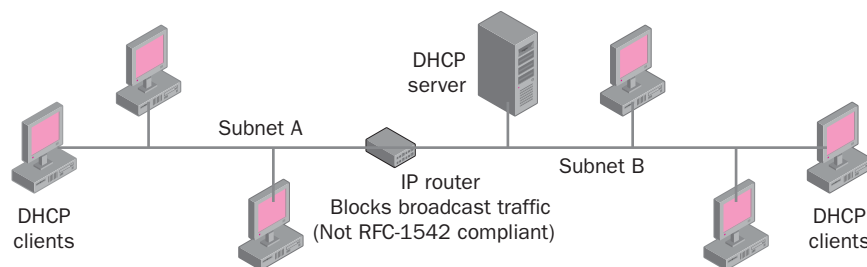 DHCP
server
Subnet A
Subnet B
IP router
Blocks broadcast traffic
(Not RFC-1542 compliant)
DHCP
clients
DHCP
clients